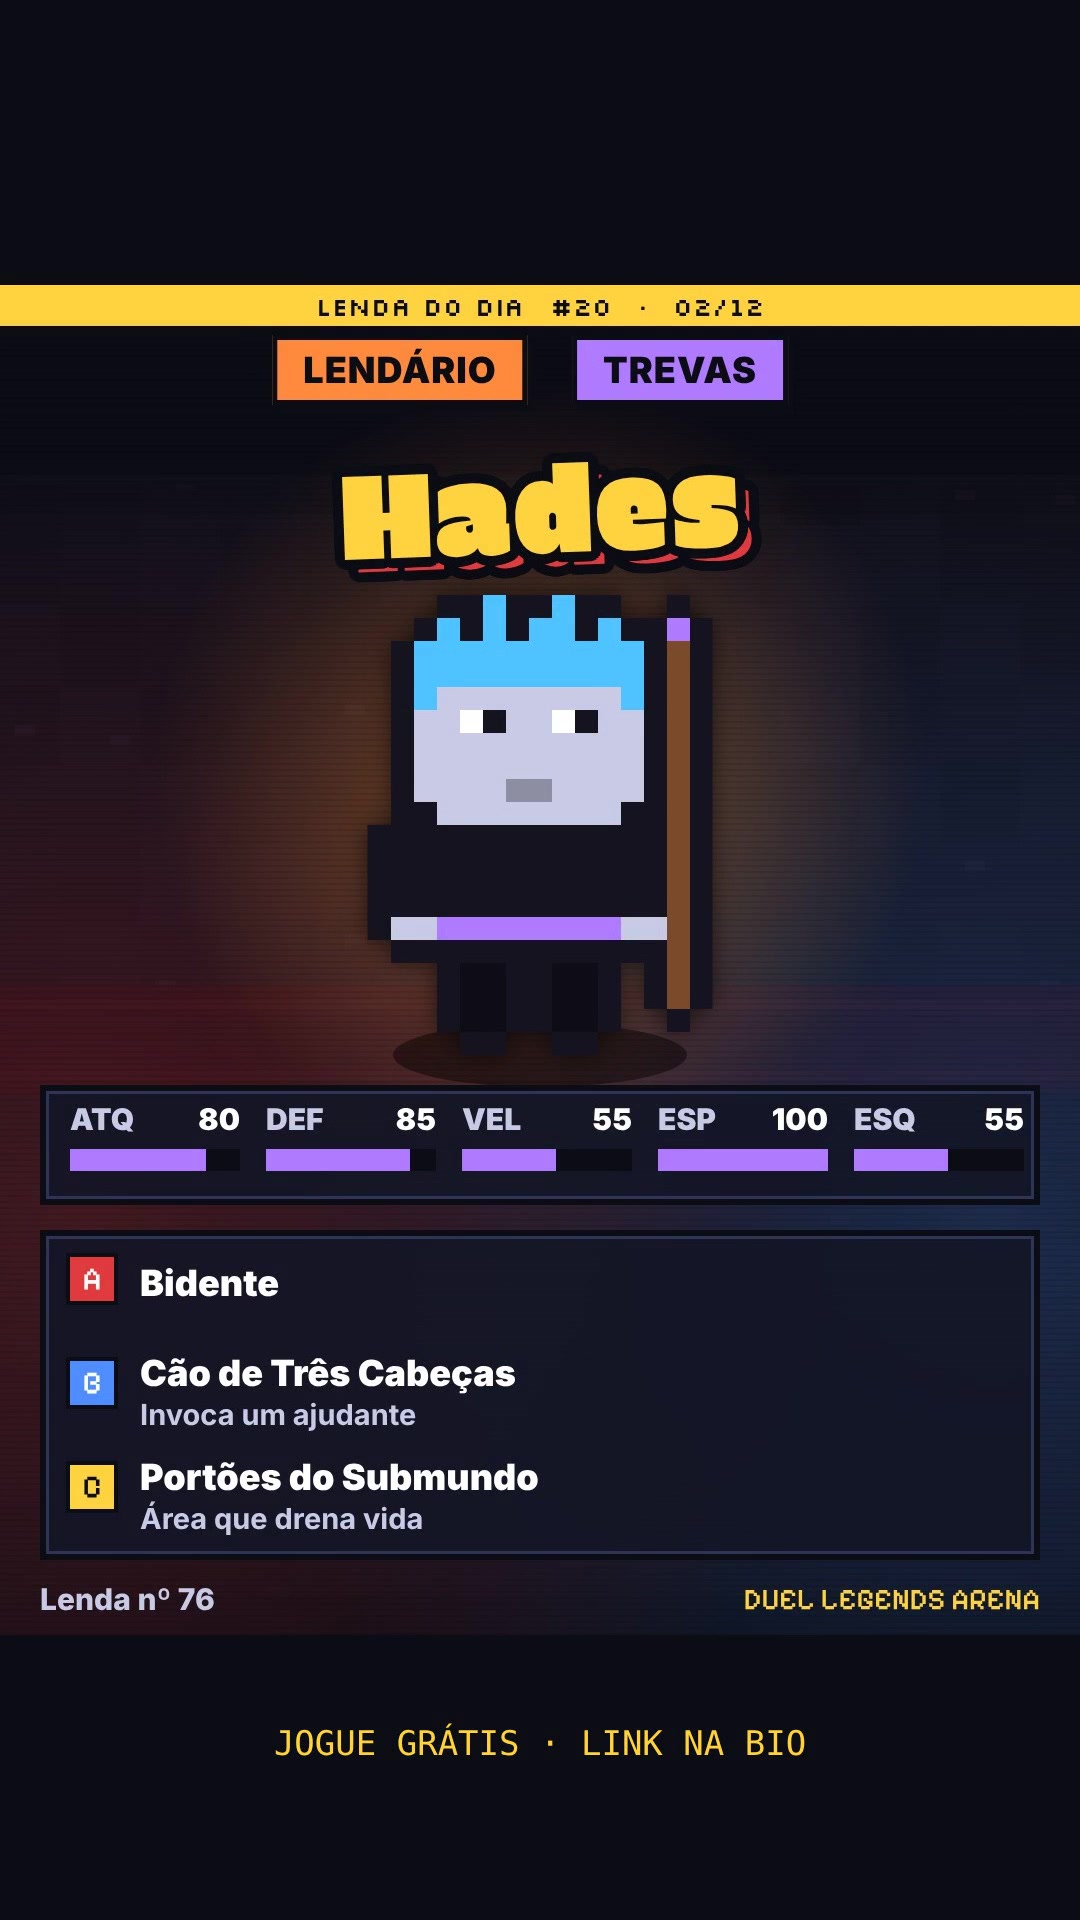 LENDA DO DIA #20 · 02/12
LENDÁRIO TREVAS
Hades
ATQ 80 DEF 85 VEL 55 ESP 100 ESQ 55
A Bidente
B Cão de Três Cabeças
Invoca um ajudante
C Portões do Submundo
Área que drena vida
Lenda nº 76 DUEL LEGENDS ARENA
JOGUE GRÁTIS · LINK NA BIO